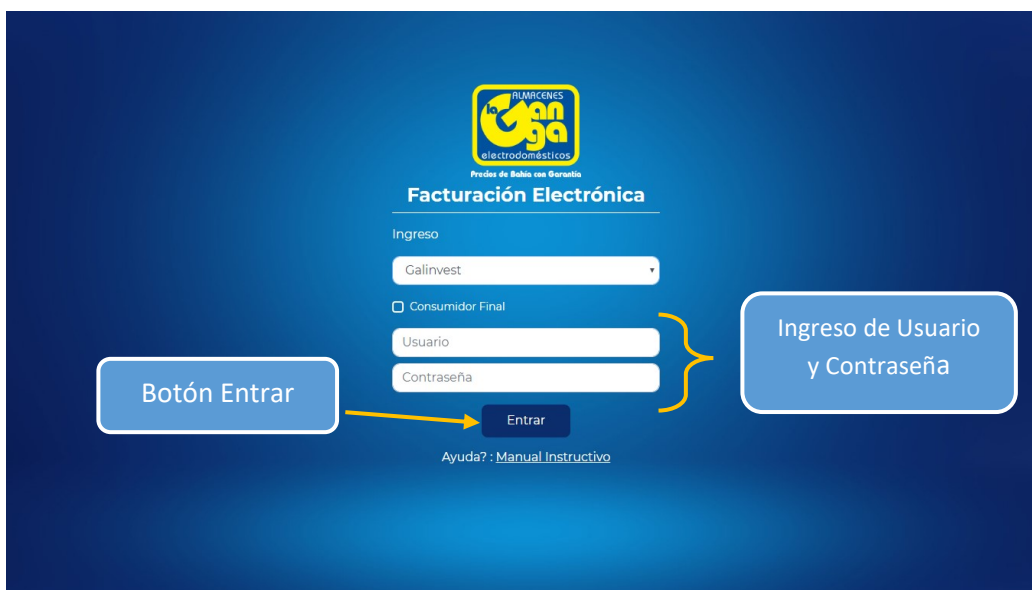 ALMACENES
la Ganga
electrodomésticos
Precios de Bahía con Garantía
Facturación Electrónica
Ingreso
Galinvest
Consumidor Final
Usuario
Contraseña
Entrar
Ayuda? : Manual Instructivo
Botón Entrar
Ingreso de Usuario
y Contraseña